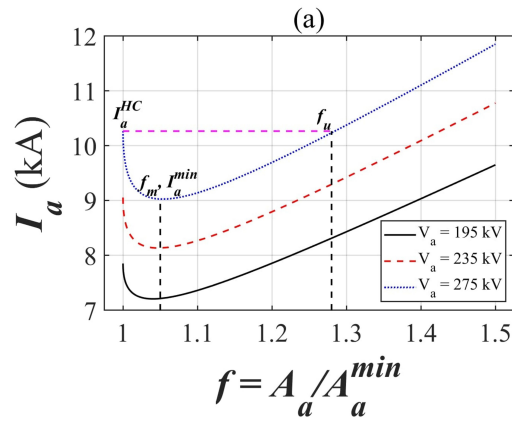 (a)
12
11
10
9
8
7
I_a^{HC}
f_u
f_m, I_a^{min}
V_a = 195 kV
V_a = 235 kV
V_a = 275 kV
1 1.1 1.2 1.3 1.4 1.5
I_a (kA)
f = A_a/A_a^{min}